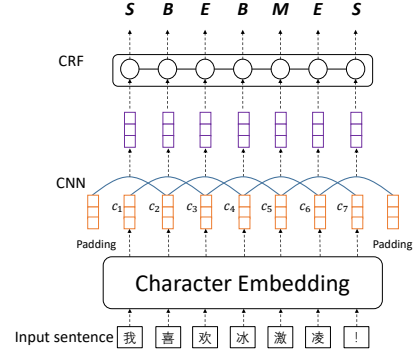 S B E B M E S
CRF
CNN
c1 c2 c3 c4 c5 c6 c7
Padding Padding
Character Embedding
Input sentence 我 喜 欢 冰 激 凌 !